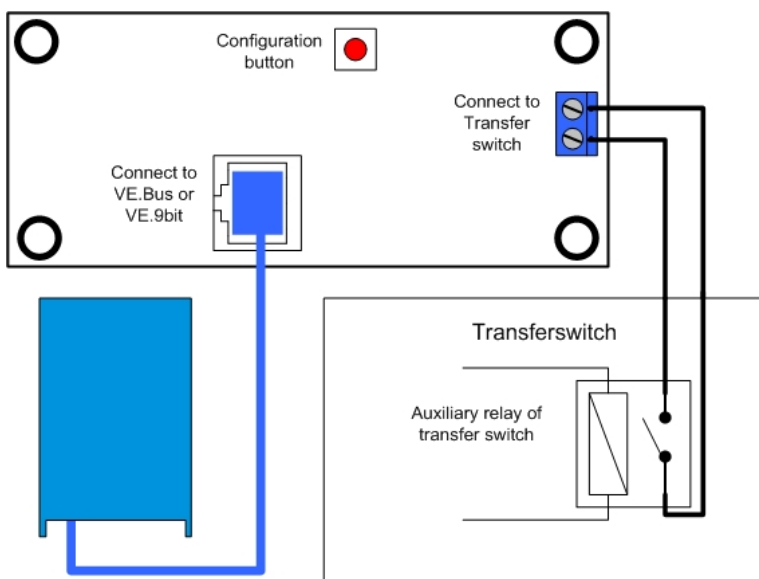 Configuration
button
Connect to
Transfer
switch
Connect to
VE.Bus or
VE.9bit
Transferswitch
Auxiliary relay of
transfer switch